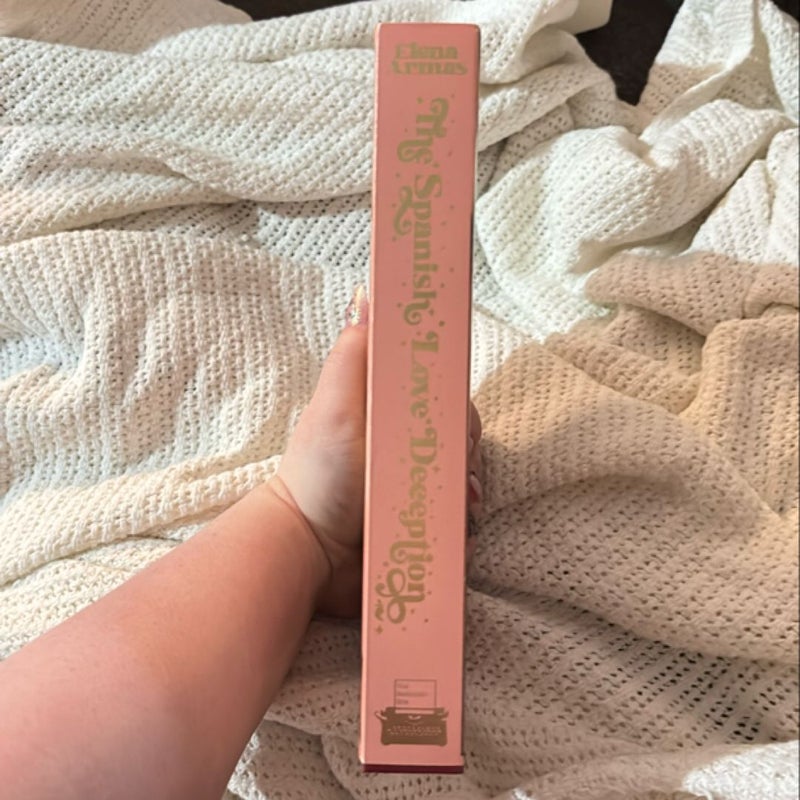 Elena
Armas
The Spanish Love Deception